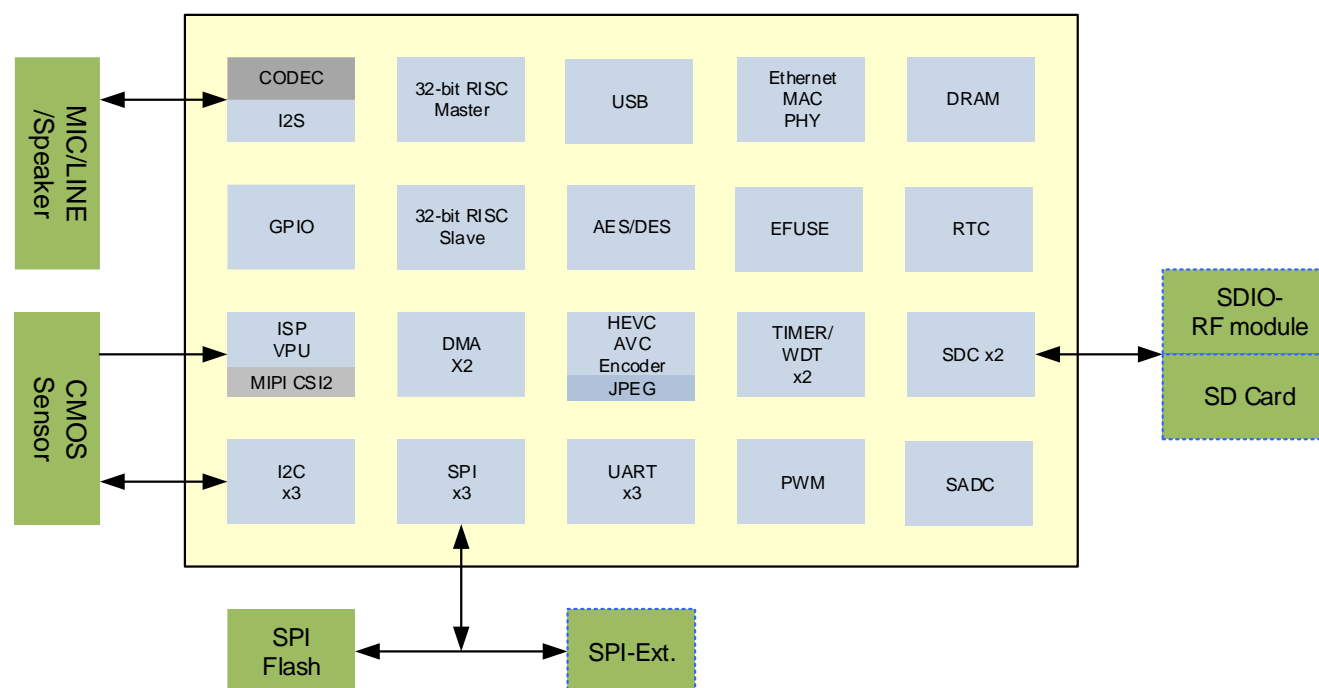 MIC/LINE
/Speaker
CODEC
I2S
32-bit RISC
Master
USB
Ethernet
MAC
PHY
DRAM
GPIO
32-bit RISC
Slave
AES/DES
EFUSE
RTC
CMOS
Sensor
ISP
VPU
MIPI CSI2
DMA
X2
HEVC
AVC
Encoder
JPEG
TIMER/
WDT
x2
SDC x2
SDIO-
RF module
SD Card
I2C
x3
SPI
x3
UART
x3
PWM
SADC
SPI
Flash
SPI-Ext.